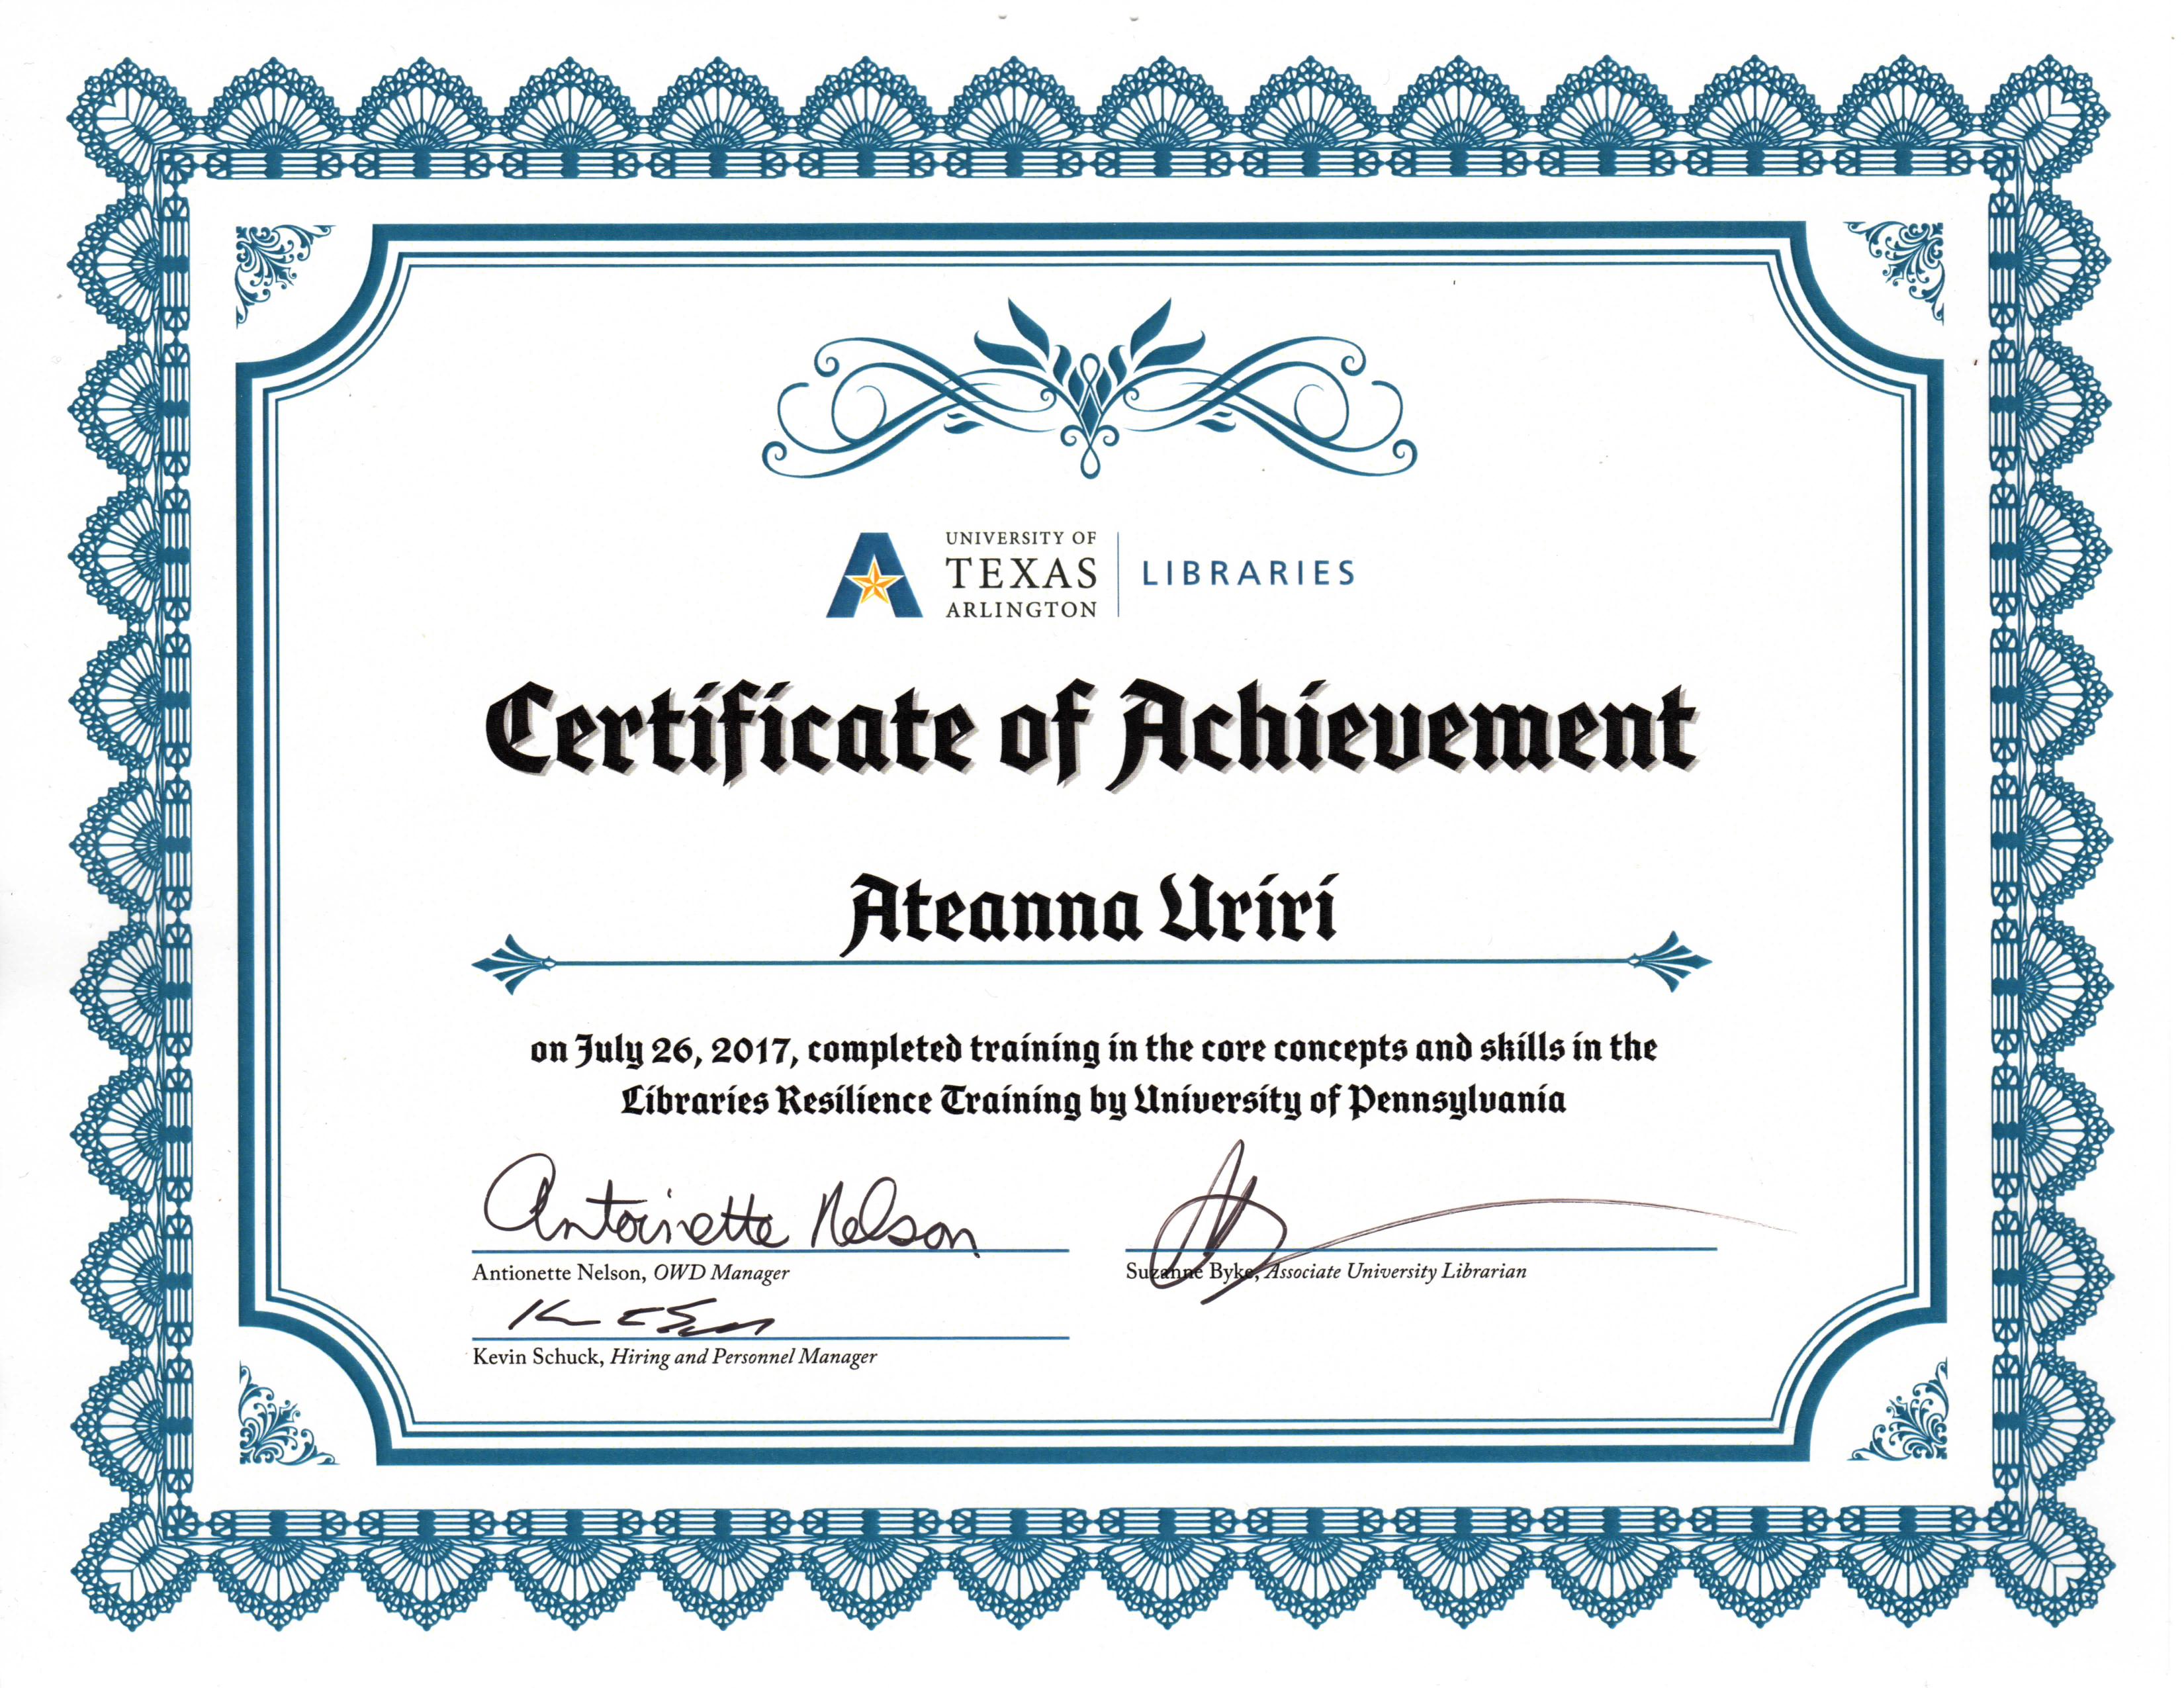 UNIVERSITY OF
TEXAS
ARLINGTON
LIBRARIES
Certificate of Achievement
Ateanna Uriri
on July 26, 2017, completed training in the core concepts and skills in the
Libraries Resilience Training by University of Pennsylvania
Antoinette Nelson
Antionette Nelson, OWD Manager
Suzanne Byke, Associate University Librarian
Kevin Schuck, Hiring and Personnel Manager